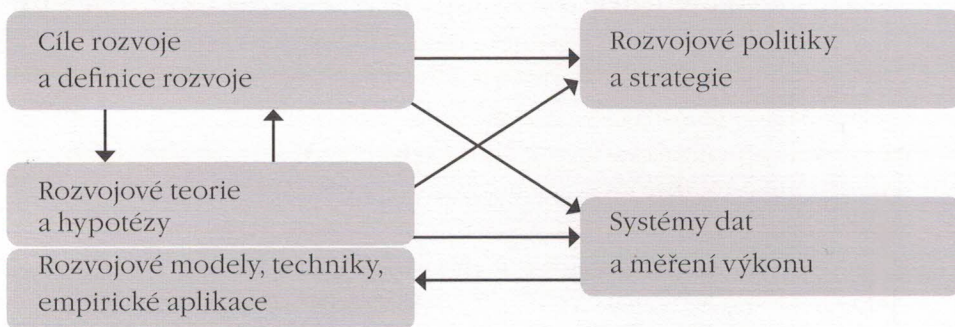 Cíle rozvoje
a definice rozvoje
Rozvojové politiky
a strategie
Rozvojové teorie
a hypotézy
Rozvojové modely, techniky,
empirické aplikace
Systémy dat
a měření výkonu